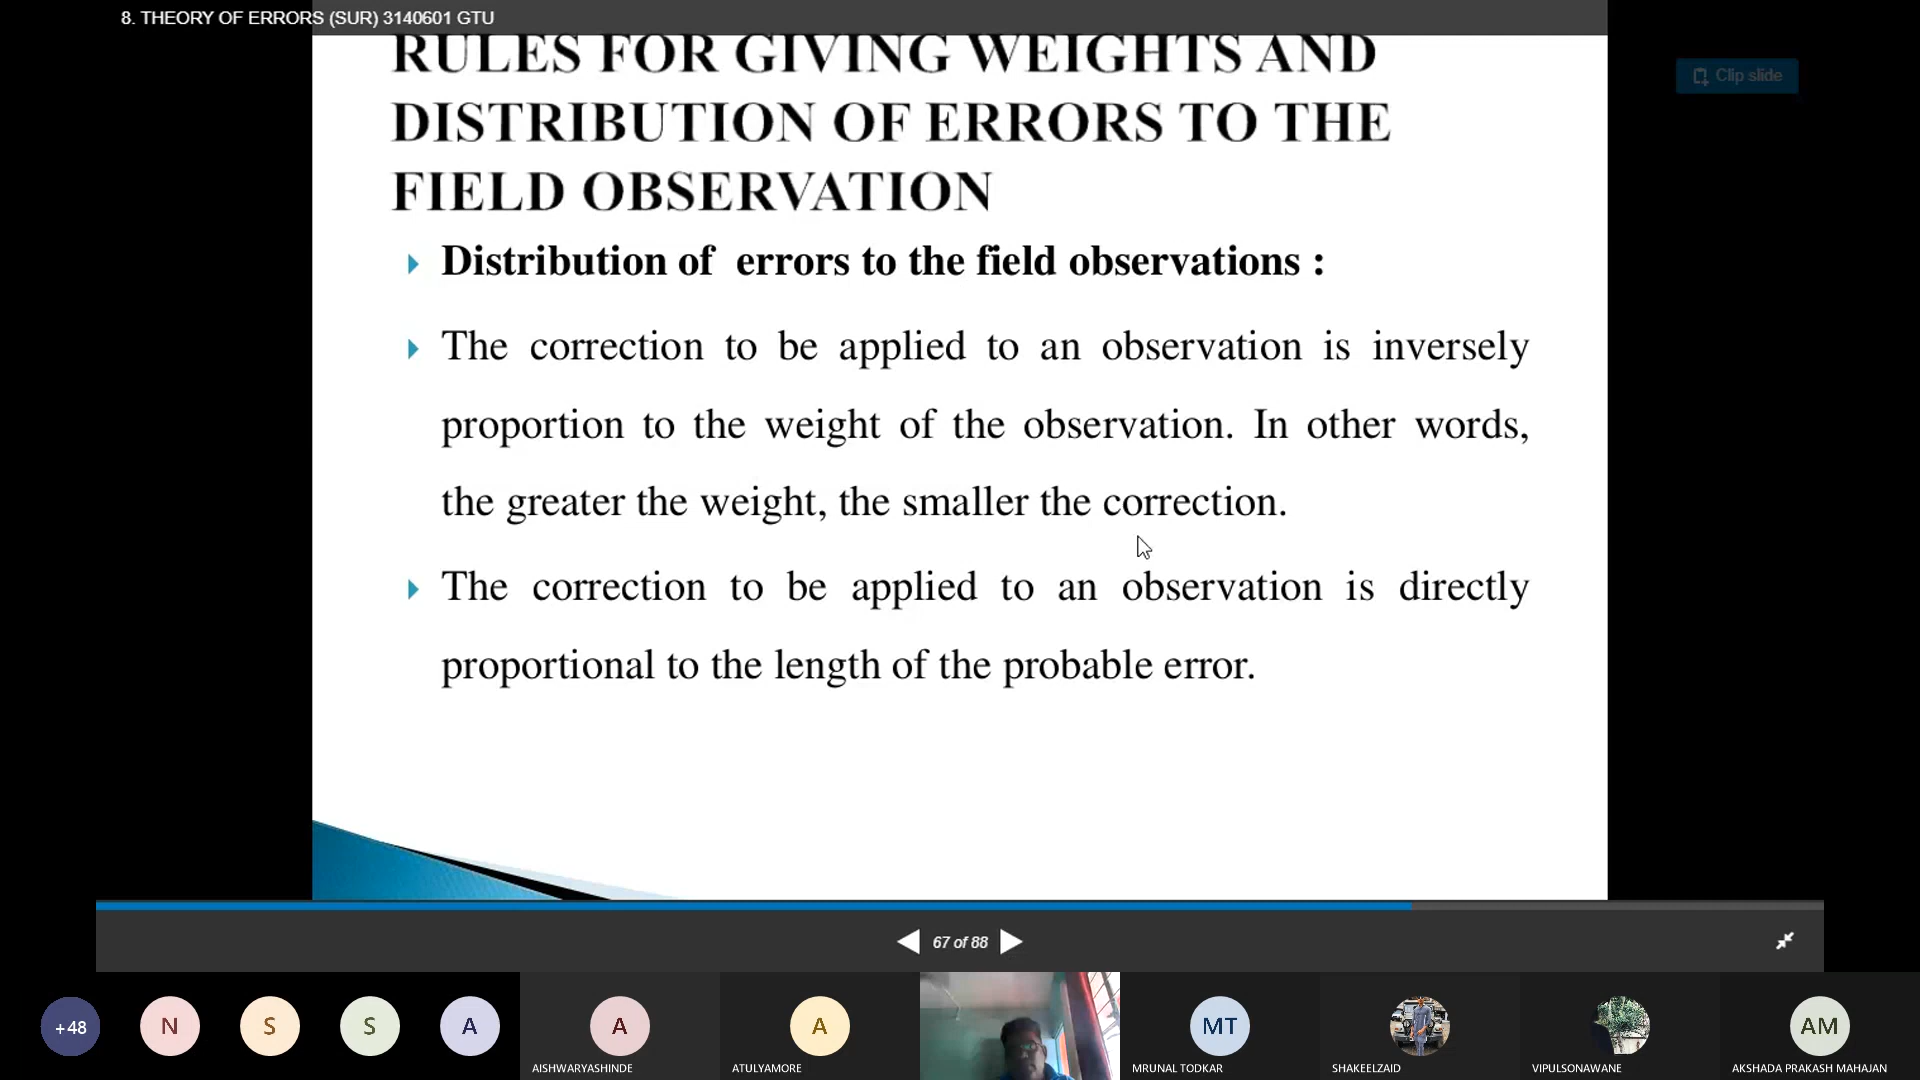 8. THEORY OF ERRORS (SUR) 3140601 GTU
RULES FOR GIVING WEIGHTS AND
DISTRIBUTION OF ERRORS TO THE
FIELD OBSERVATION
Clip slide
Distribution of errors to the field observations :
The correction to be applied to an observation is inversely
proportion to the weight of the observation. In other words,
the greater the weight, the smaller the correction.
The correction to be applied to an observation is directly
proportional to the length of the probable error.
67 of 88
+48
N
S
S
A
A
A
MT
AM
AISHWARYASHINDE
ATULYAMORE
MRUNAL TODKAR
SHAKEELZAID
VIPULSONAWANE
AKSHADA PRAKASH MAHAJAN